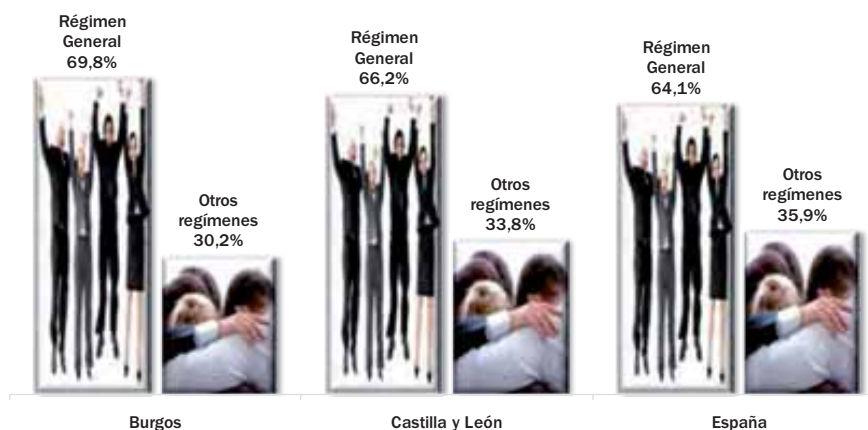 Régimen
General
69,8%
Otros
regímenes
30,2%
Régimen
General
66,2%
Otros
regímenes
33,8%
Régimen
General
64,1%
Otros
regímenes
35,9%
Burgos
Castilla y León
España